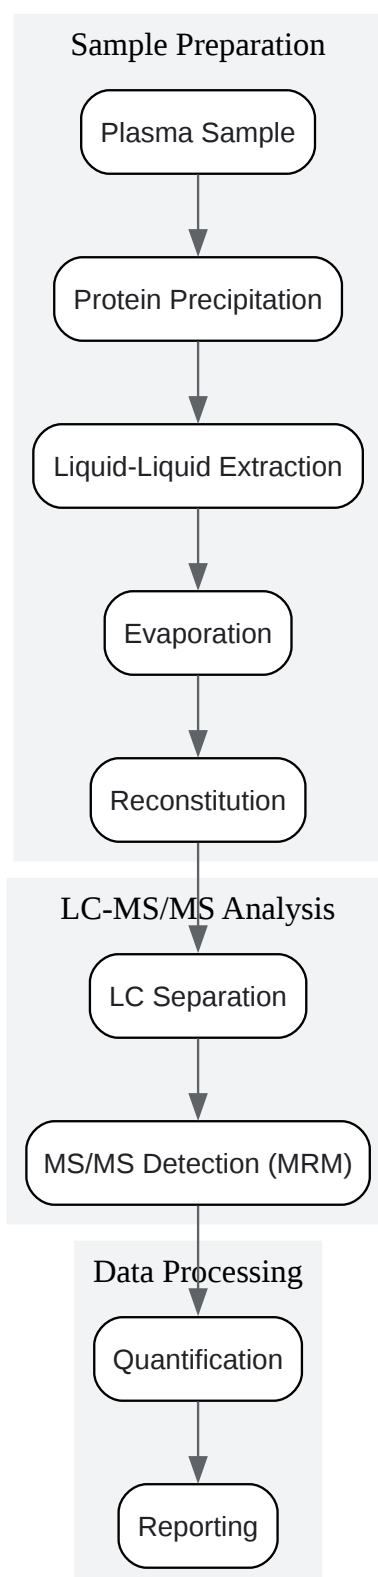 Sample Preparation
Plasma Sample
Protein Precipitation
Liquid-Liquid Extraction
Evaporation
Reconstitution
LC-MS/MS Analysis
LC Separation
MS/MS Detection (MRM)
Data Processing
Quantification
Reporting